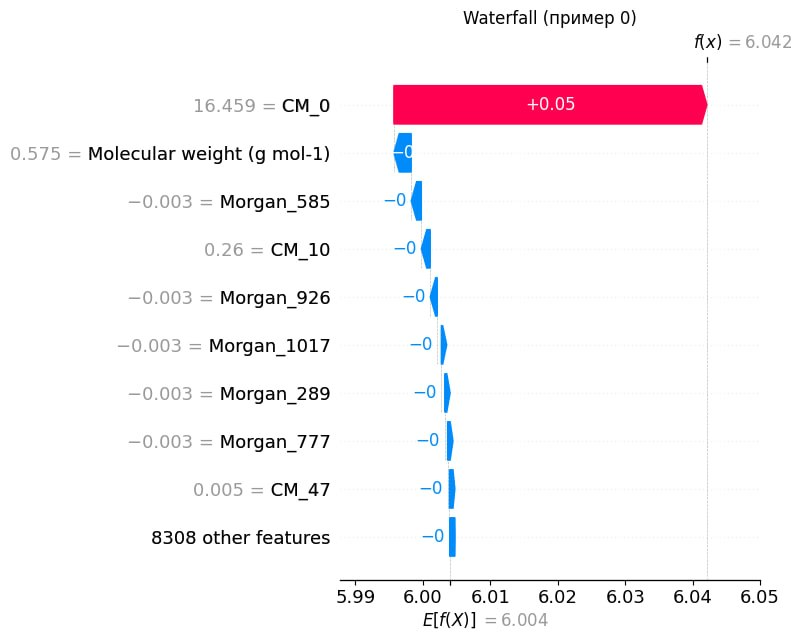 Waterfall (пример 0)
f(x) = 6.042
16.459 = CM_0
+0.05
0.575 = Molecular weight (g mol-1)
−0
−0.003 = Morgan_585
−0
0.26 = CM_10
−0
−0.003 = Morgan_926
−0
−0.003 = Morgan_1017
−0
−0.003 = Morgan_289
−0
−0.003 = Morgan_777
−0
0.005 = CM_47
−0
8308 other features
−0
5.99 6.00 6.01 6.02 6.03 6.04 6.05
E[f(X)] = 6.004